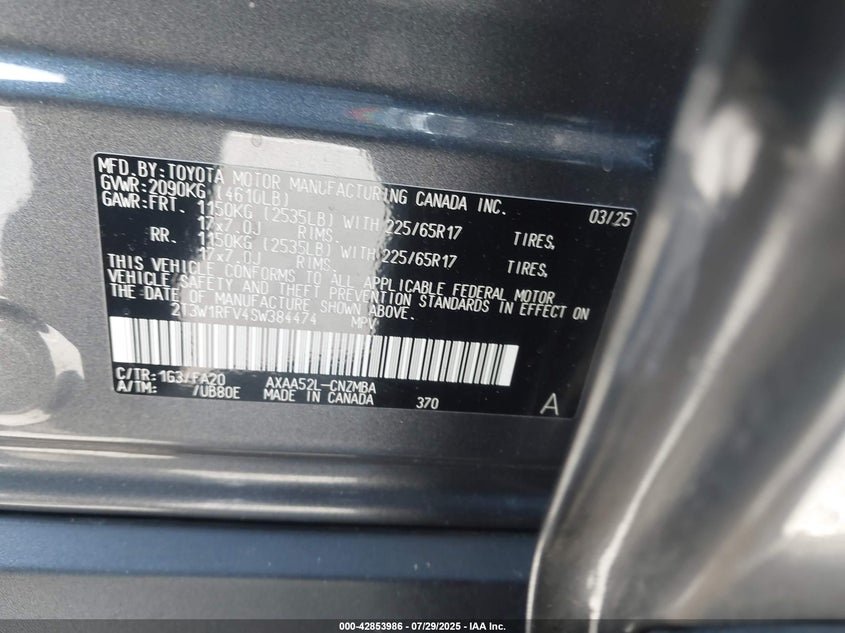 MFD.BY:TOYOTA MOTOR MANUFACTURING CANADA INC.
GVWR:2090KG (4610LB) 03/25
GAWR:FRT. 1150KG (2535LB) WITH 225/65R17 TIRES,
17x7.0J RIMS.
RR. 1150KG (2535LB) WITH 225/65R17 TIRES,
17x7.0J RIMS.
THIS VEHICLE CONFORMS TO ALL APPLICABLE FEDERAL MOTOR
VEHICLE SAFETY AND THEFT PREVENTION STANDARDS IN EFFECT ON
THE DATE OF MANUFACTURE SHOWN ABOVE.
2T3W1RFV4SW384474 MPV
C/TR:1G3/FA20 AXAA52L-CNZMBA
A/TM: /UB80E MADE IN CANADA 370 A
000-42853986 - 07/29/2025 - IAA Inc.